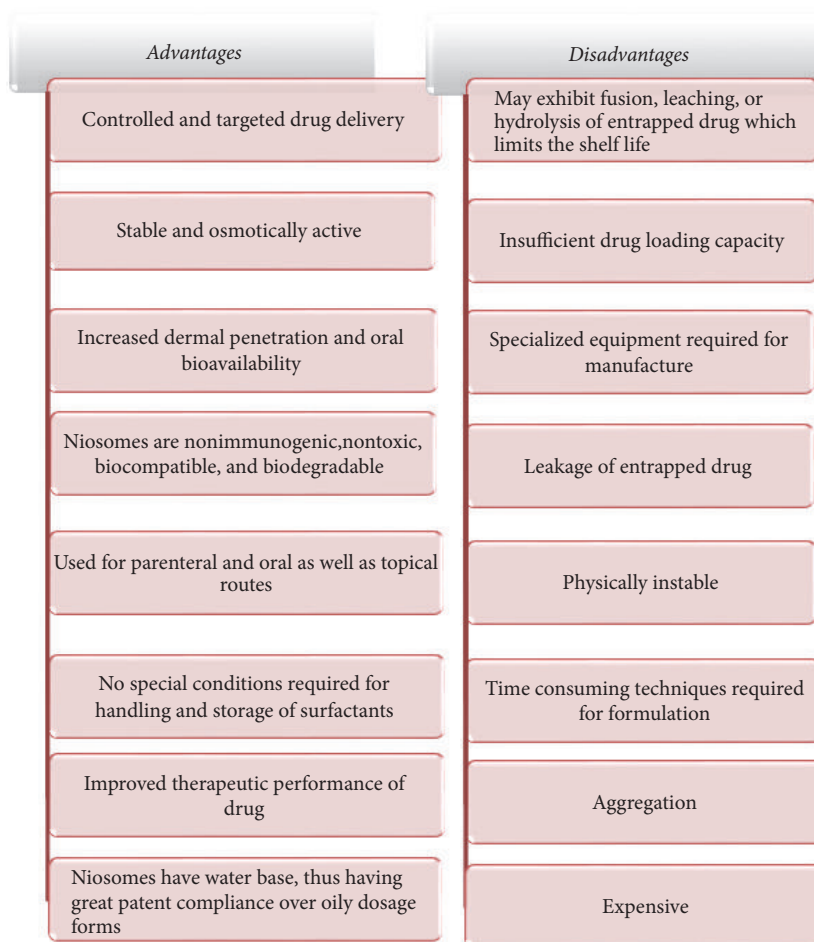 Advantages
Controlled and targeted drug delivery
Stable and osmotically active
Increased dermal penetration and oral
bioavailability
Niosomes are nonimmunogenic,nontoxic,
biocompatible, and biodegradable
Used for parenteral and oral as well as topical
routes
No special conditions required for
handling and storage of surfactants
Improved therapeutic performance of
drug
Niosomes have water base, thus having
great patent compliance over oily dosage
forms
Disadvantages
May exhibit fusion, leaching, or
hydrolysis of entrapped drug which
limits the shelf life
Insufficient drug loading capacity
Specialized equipment required for
manufacture
Leakage of entrapped drug
Physically instable
Time consuming techniques required
for formulation
Aggregation
Expensive